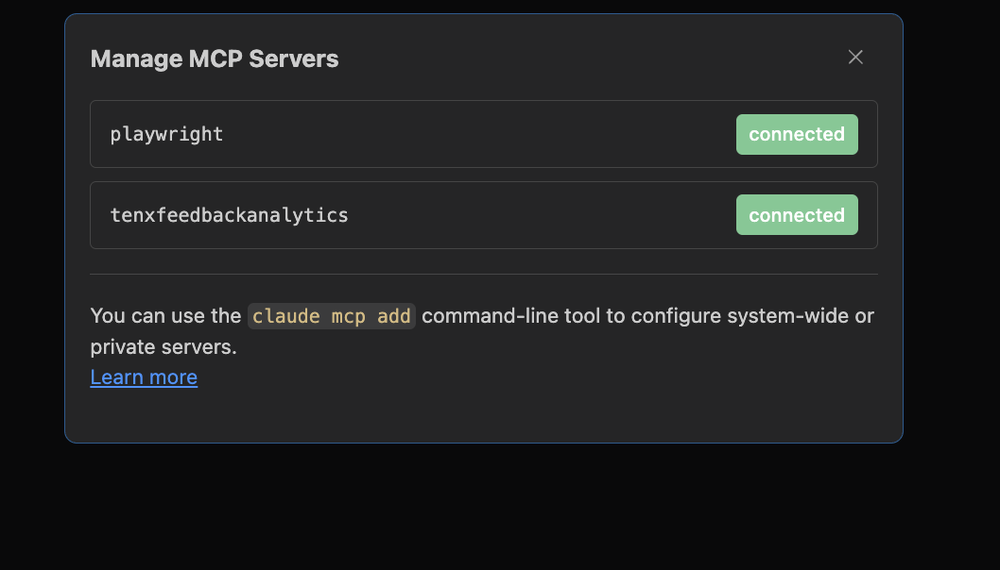 Manage MCP Servers
playwright
connected
tenxfeedbackanalytics
connected
You can use the claude mcp add command-line tool to configure system-wide or
private servers.
Learn more